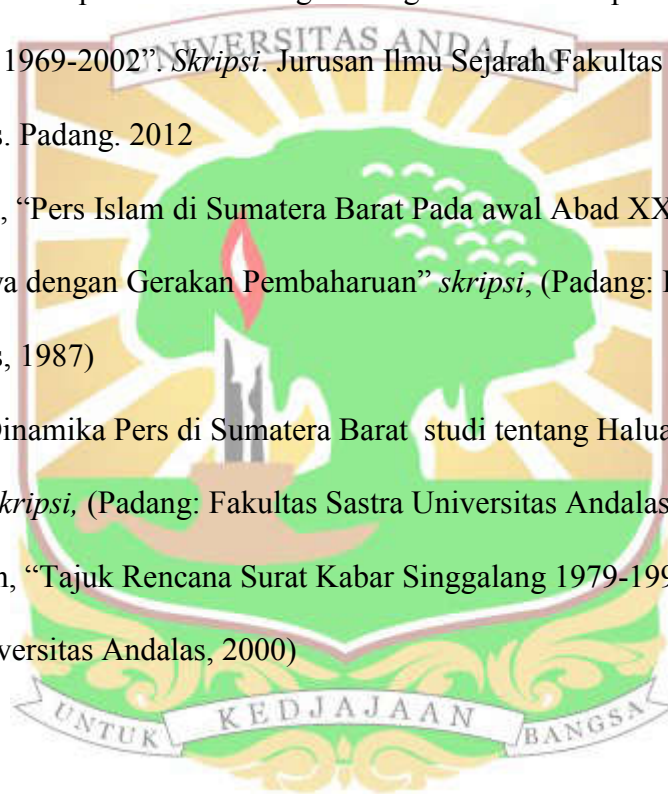 UNIVERSITAS ANDALAS
1969-2002”. Skripsi. Jurusan Ilmu Sejarah Fakultas
s. Padang. 2012
, “Pers Islam di Sumatera Barat Pada awal Abad XX
ya dengan Gerakan Pembaharuan” skripsi, (Padang:
s, 1987)
Dinamika Pers di Sumatera Barat studi tentang Halua
kripsi, (Padang: Fakultas Sastra Universitas Andalas
n, “Tajuk Rencana Surat Kabar Singgalang 1979-199
versitas Andalas, 2000)
UNTUK KEDJAJAAN BANGSA